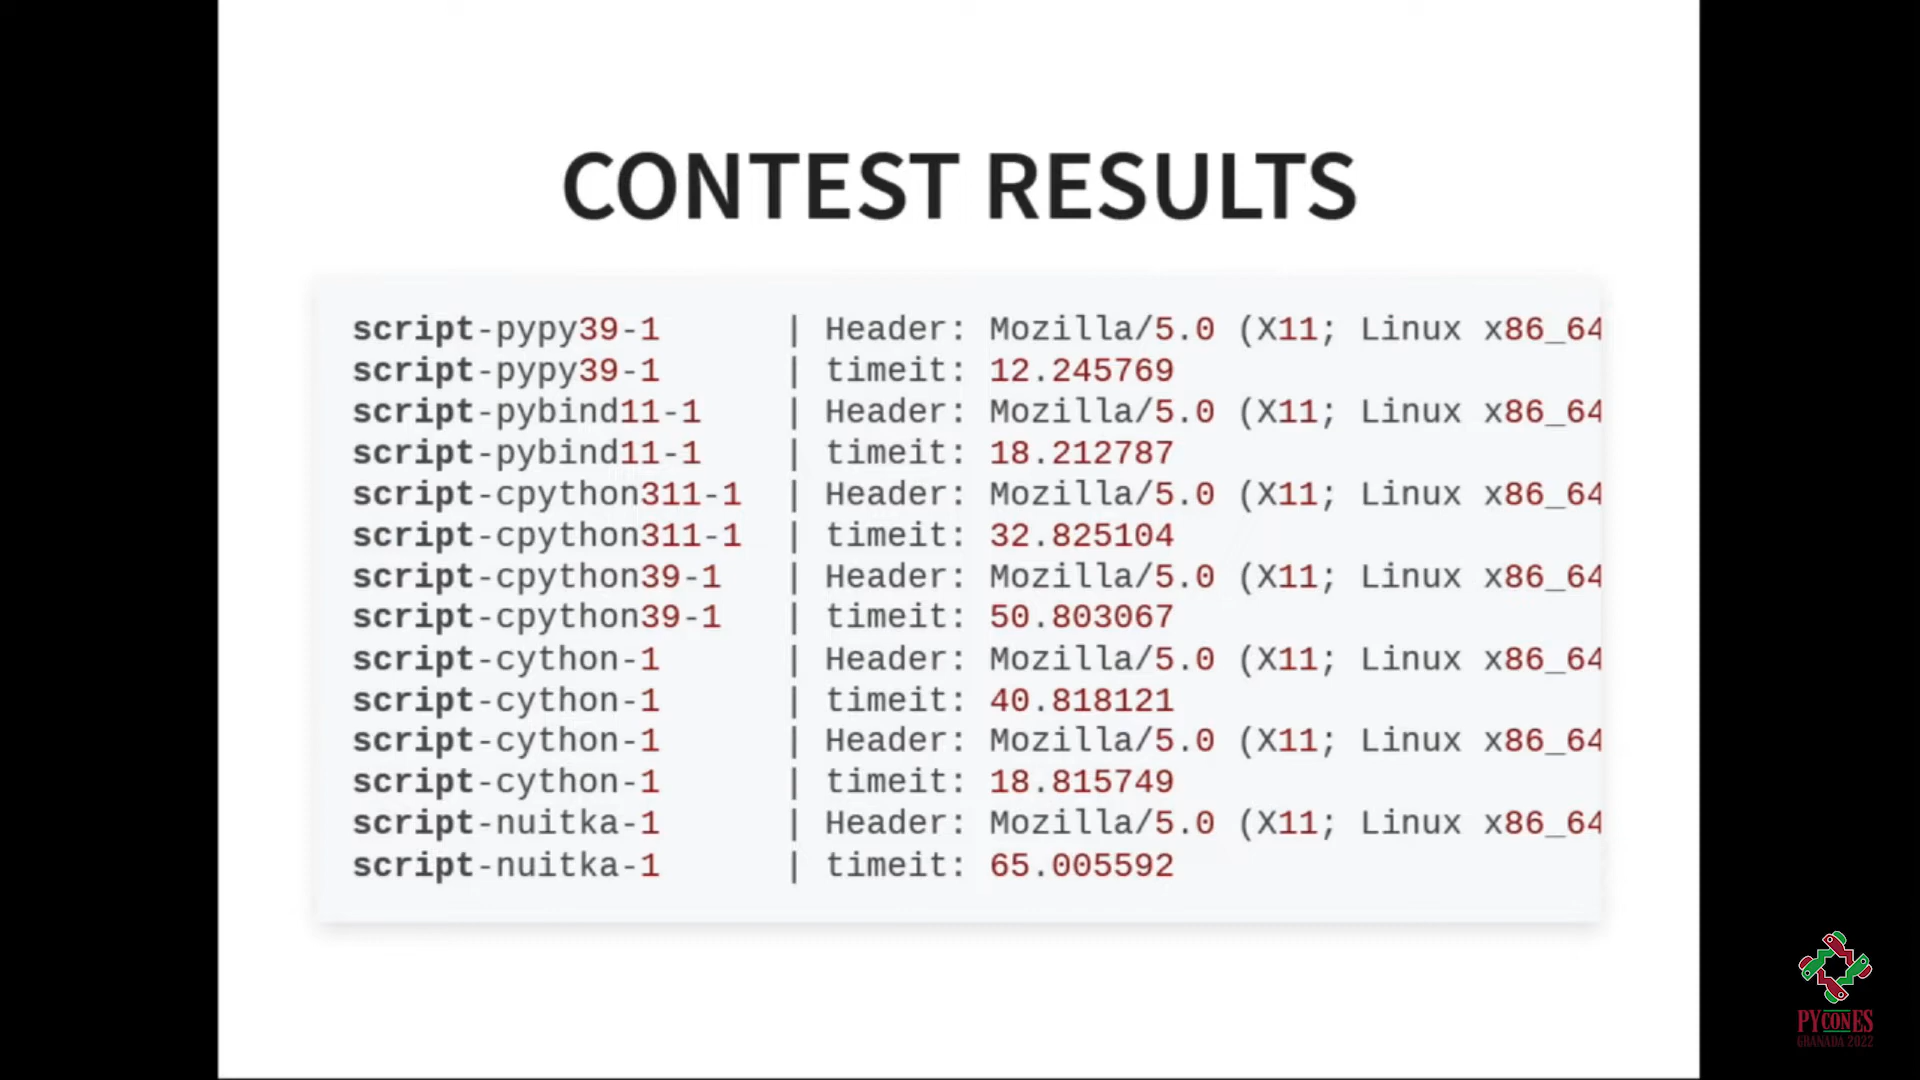 CONTEST RESULTS
script-pypy39-1 | Header: Mozilla/5.0 (X11; Linux x86_64
script-pypy39-1 | timeit: 12.245769
script-pybind11-1 | Header: Mozilla/5.0 (X11; Linux x86_64
script-pybind11-1 | timeit: 18.212787
script-cpython311-1 | Header: Mozilla/5.0 (X11; Linux x86_64
script-cpython311-1 | timeit: 32.825104
script-cpython39-1 | Header: Mozilla/5.0 (X11; Linux x86_64
script-cpython39-1 | timeit: 50.803067
script-cython-1 | Header: Mozilla/5.0 (X11; Linux x86_64
script-cython-1 | timeit: 40.818121
script-cython-1 | Header: Mozilla/5.0 (X11; Linux x86_64
script-cython-1 | timeit: 18.815749
script-nuitka-1 | Header: Mozilla/5.0 (X11; Linux x86_64
script-nuitka-1 | timeit: 65.005592
PYCONES
GRANADA 2022